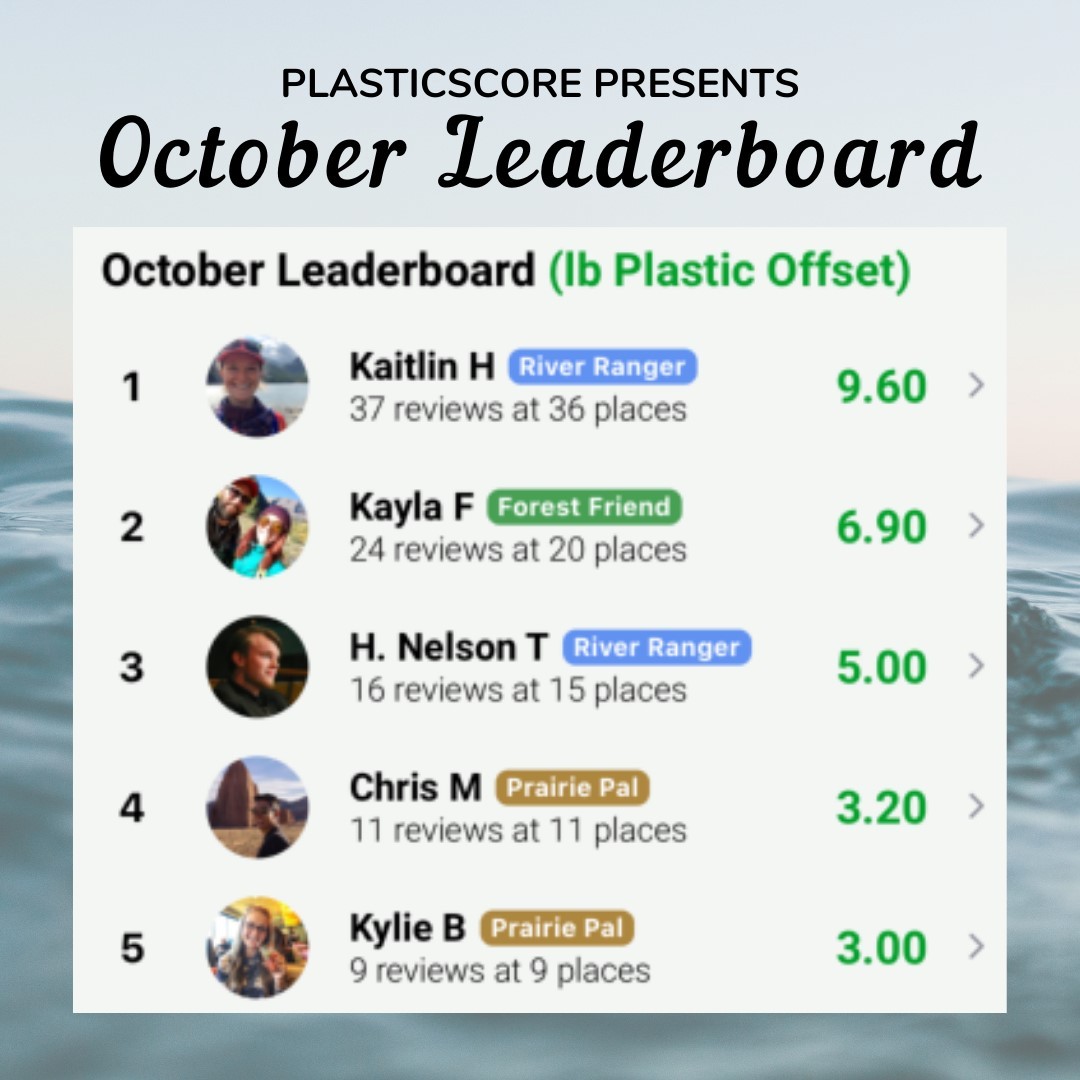 PLASTICSCORE PRESENTS
October Leaderboard
October Leaderboard (lb Plastic Offset)
1
Kaitlin H River Ranger
37 reviews at 36 places
9.60
2
Kayla F Forest Friend
24 reviews at 20 places
6.90
3
H. Nelson T River Ranger
16 reviews at 15 places
5.00
4
Chris M Prairie Pal
11 reviews at 11 places
3.20
5
Kylie B Prairie Pal
9 reviews at 9 places
3.00